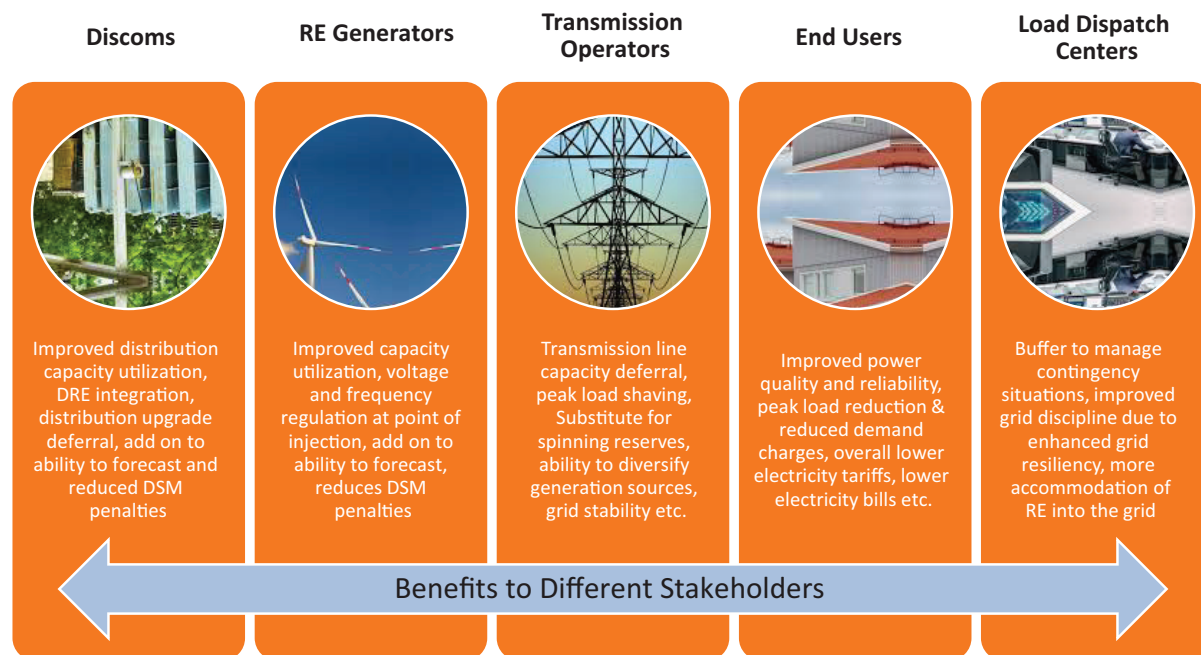 Discoms
Improved distribution
capacity utilization,
DRE integration,
distribution upgrade
deferral, add on to
ability to forecast and
reduced DSM
penalties
RE Generators
Improved capacity
utilization, voltage
and frequency
regulation at point of
injection, add on to
ability to forecast,
reduces DSM
penalties
Transmission
Operators
Transmission line
capacity deferral,
peak load shaving,
Substitute for
spinning reserves,
ability to diversify
generation sources,
grid stability etc.
End Users
Improved power
quality and reliability,
peak load reduction &
reduced demand
charges, overall lower
electricity tariffs, lower
electricity bills etc.
Load Dispatch
Centers
Buffer to manage
contingency
situations, improved
grid discipline due to
enhanced grid
resiliency, more
accommodation of
RE into the grid
Benefits to Different Stakeholders